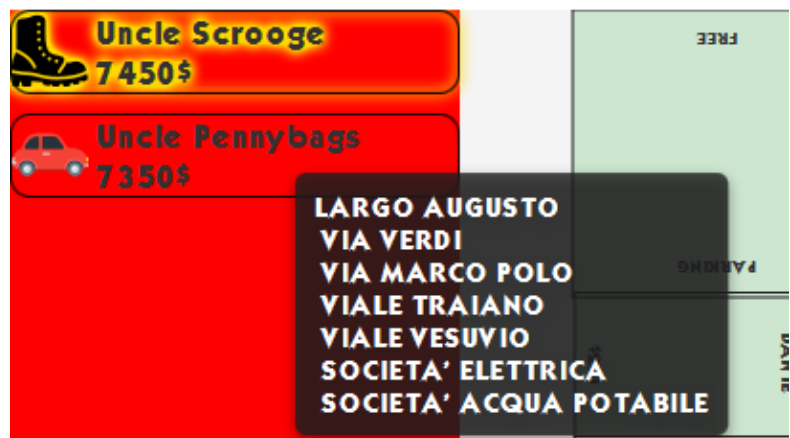 Uncle Scrooge
7450$
Uncle Pennybags
7350$
LARGO AUGUSTO
VIA VERDI
VIA MARCO POLO
VIALE TRAIANO
VIALE VESUVIO
SOCIETA' ELETTRICA
SOCIETA' ACQUA POTABILE
FREE
PARKING
DANTE